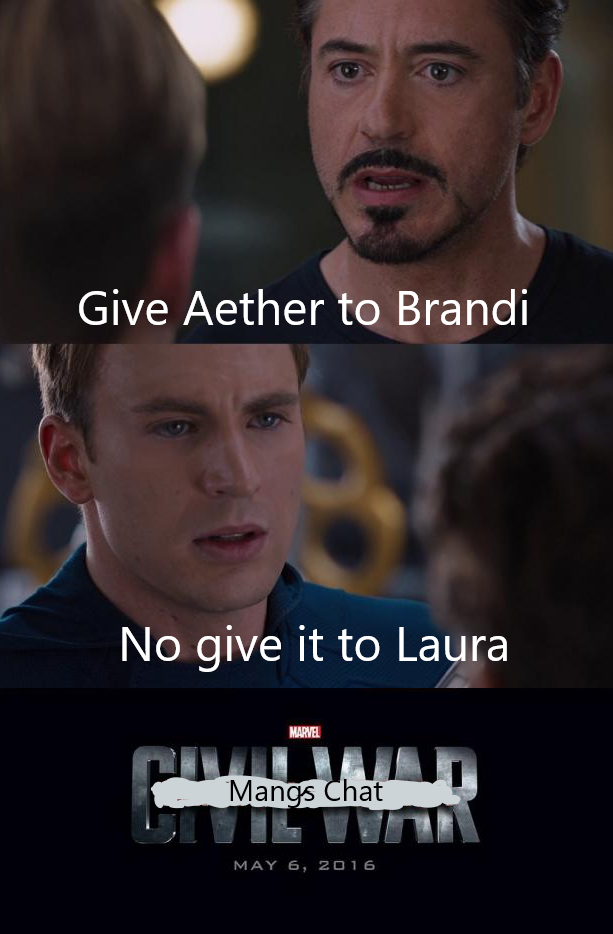 Give Aether to Brandi
No give it to Laura
MARVEL
CIVIL WAR
Mangs Chat
MAY 6, 2016